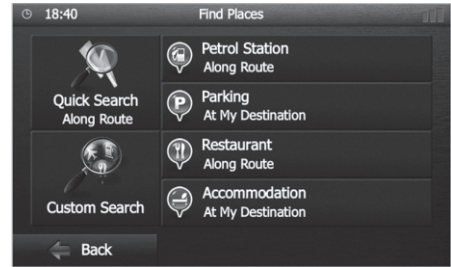 18:40 Find Places
Quick Search
Along Route
Custom Search
Petrol Station
Along Route
Parking
At My Destination
Restaurant
Along Route
Accommodation
At My Destination
Back